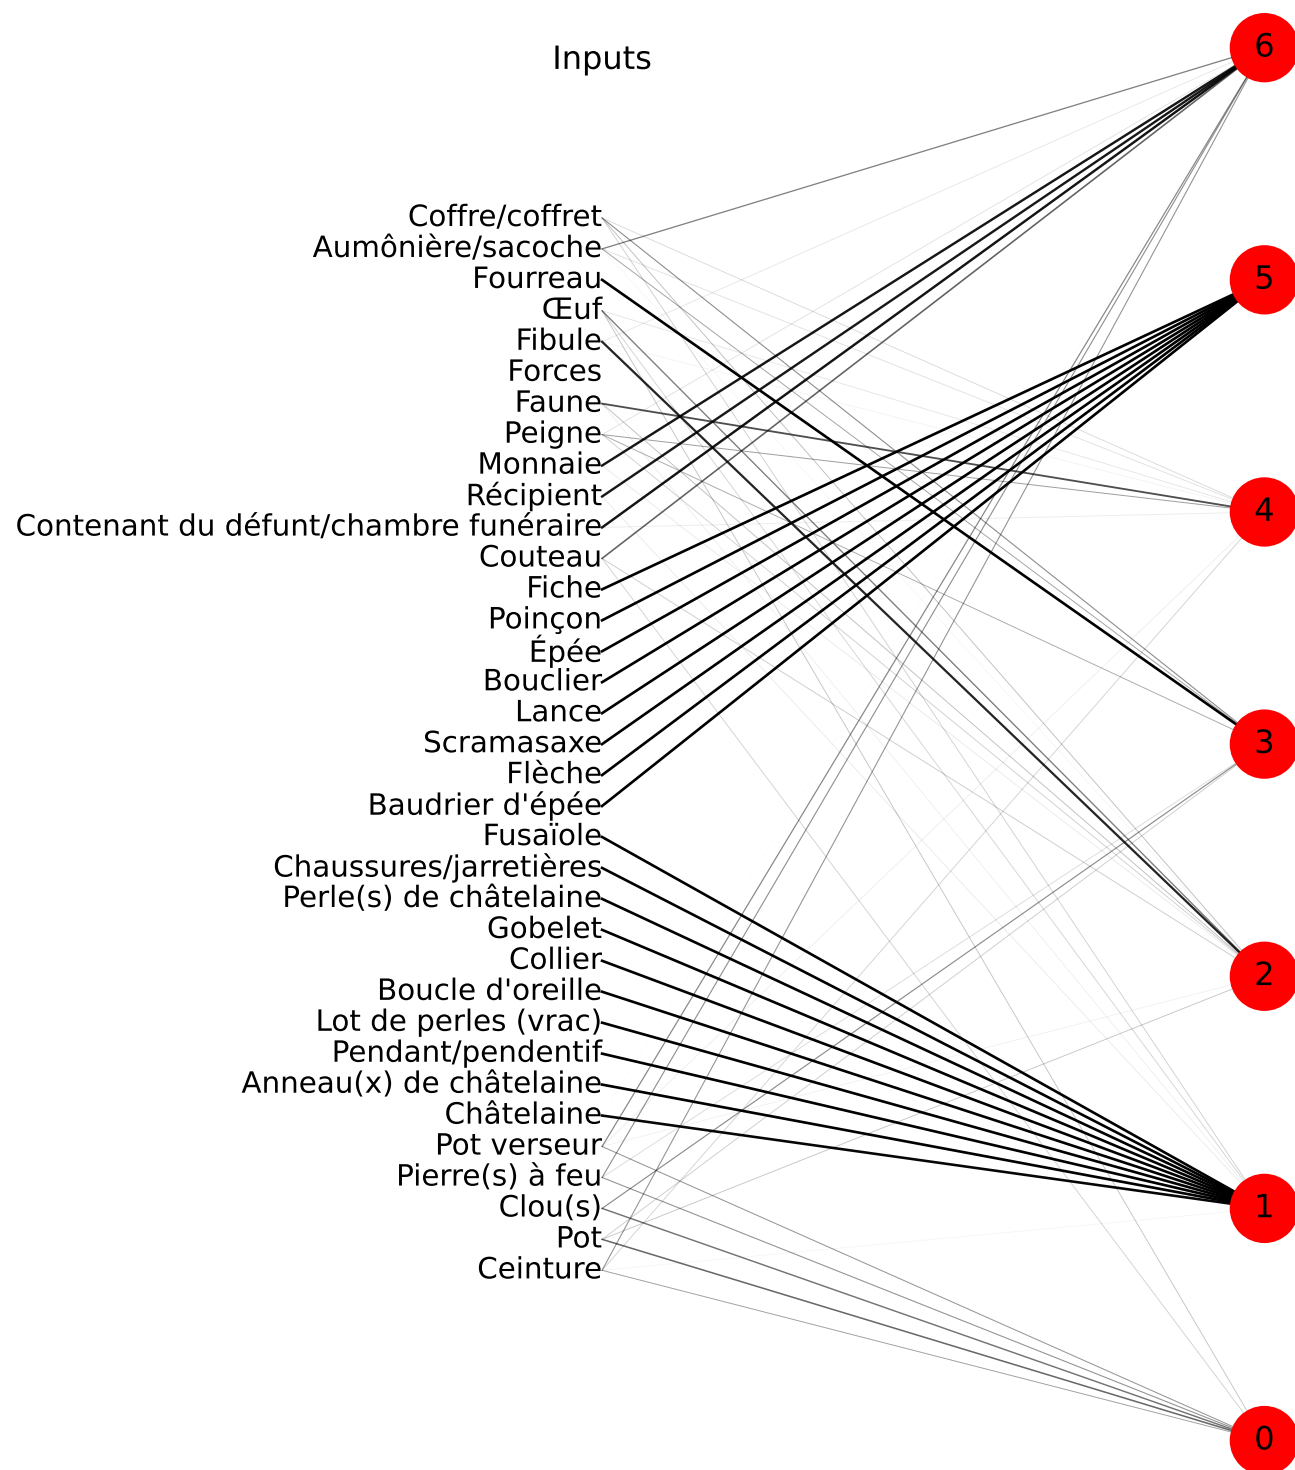 6
Inputs
Coffre/coffret
Aumônière/sacoche
Fourreau
5
Œuf
Fibule
Forces
Faune
Peigne
Monnaie
Récipient
4
Contenant du défunt/chambre funéraire
Couteau
Fiche
Poinçon
Épée
Bouclier
Lance
Scramasaxe
3
Flèche
Baudrier d'épée
Fusaïole
Chaussures/jarretières
Perle(s) de châtelaine
Gobelet
Collier
2
Boucle d'oreille
Lot de perles (vrac)
Pendant/pendentif
Anneau(x) de châtelaine
Châtelaine
Pot verseur
Pierre(s) à feu
Clou(s)
1
Pot
Ceinture
0